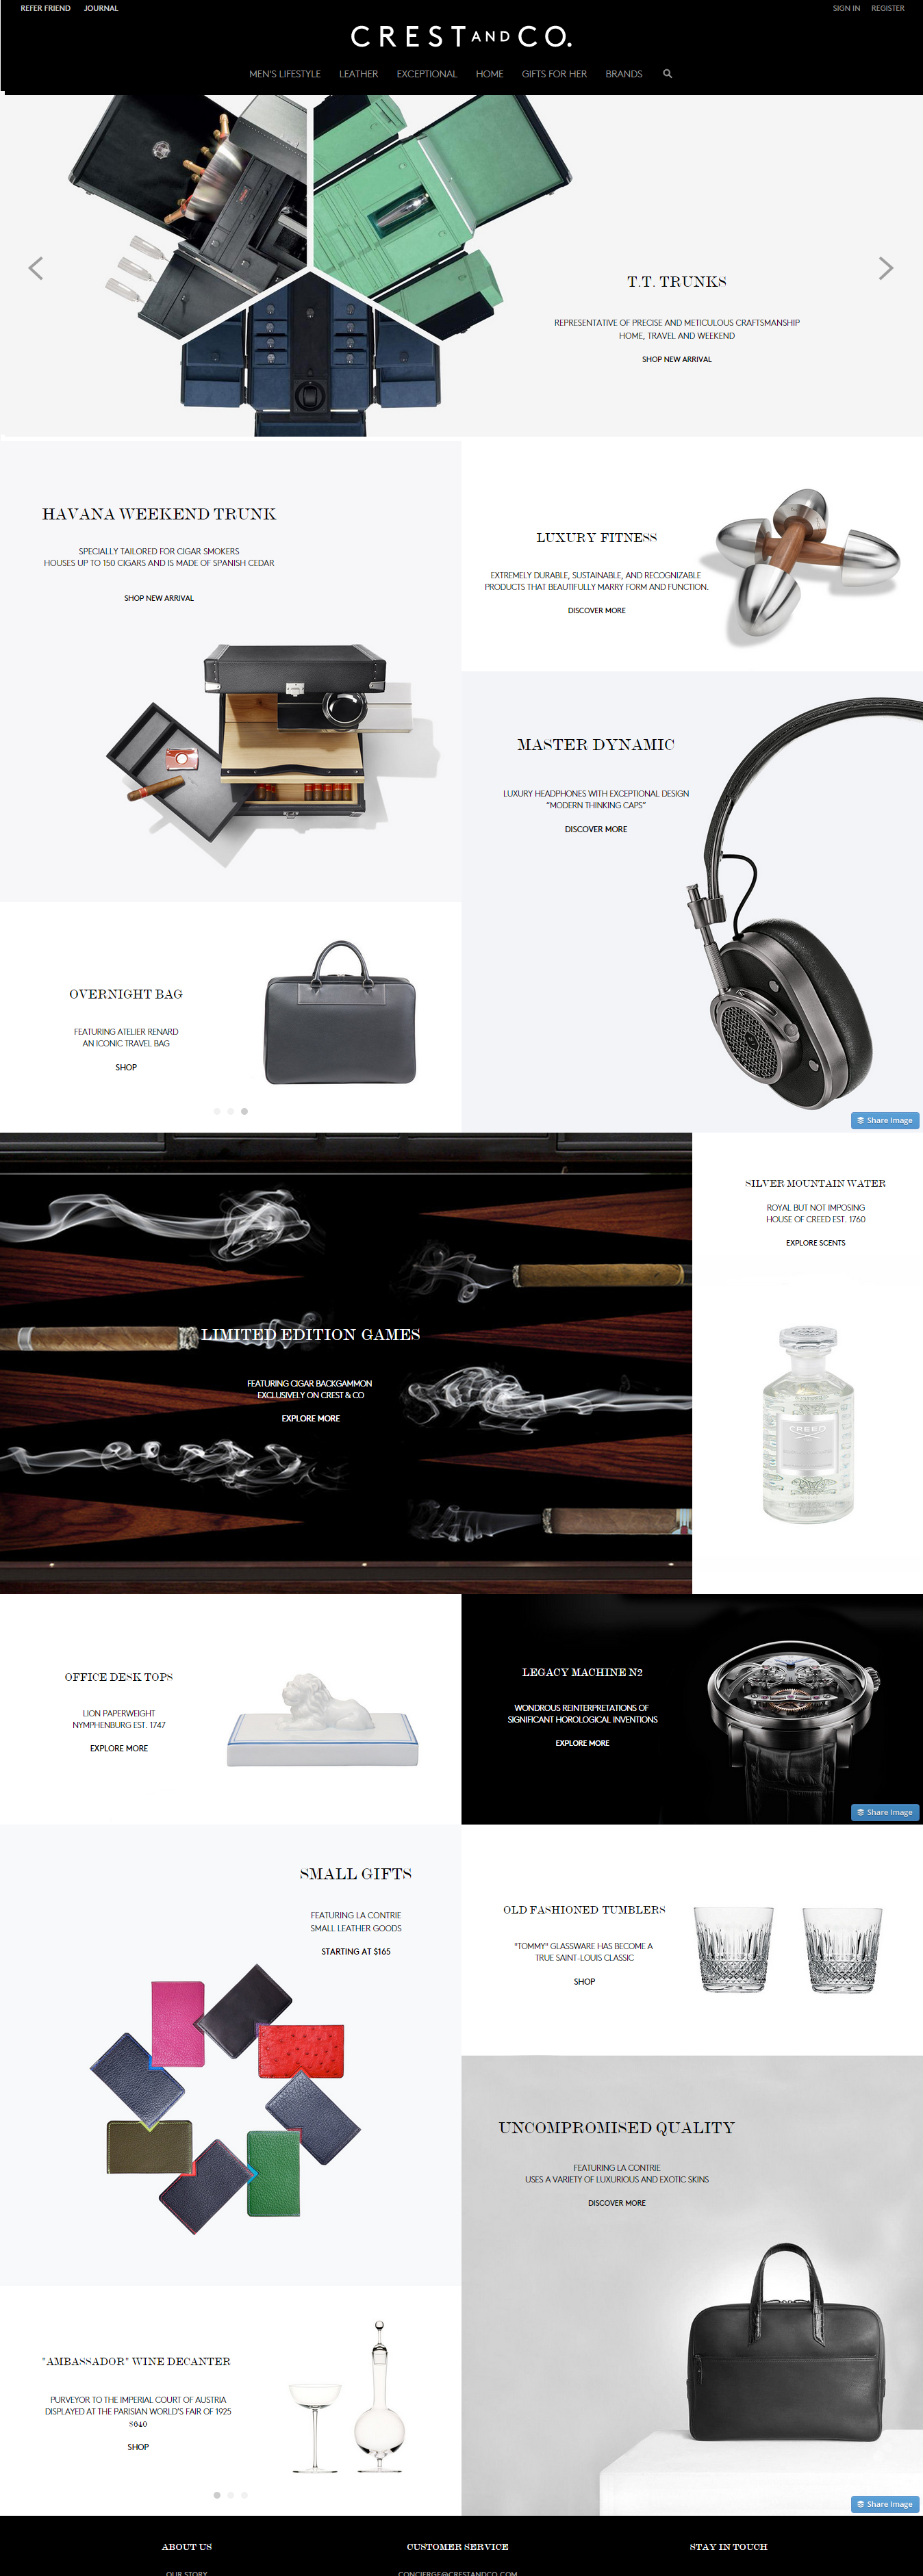 REFER FRIEND JOURNAL SIGN IN REGISTER
CREST AND CO.
MEN'S LIFESTYLE LEATHER EXCEPTIONAL HOME GIFTS FOR HER BRANDS
T.T. TRUNKS
REPRESENTATIVE OF PRECISE AND METICULOUS CRAFTSMANSHIP
HOME, TRAVEL AND WEEKEND
SHOP NEW ARRIVAL
HAVANA WEEKEND TRUNK
SPECIALLY TAILORED FOR CIGAR SMOKERS
HOUSES UP TO 150 CIGARS AND IS MADE OF SPANISH CEDAR
SHOP NEW ARRIVAL
LUXURY FITNESS
EXTREMELY DURABLE, SUSTAINABLE, AND RECOGNIZABLE
PRODUCTS THAT BEAUTIFULLY MARRY FORM AND FUNCTION.
DISCOVER MORE
MASTER DYNAMIC
LUXURY HEADPHONES WITH EXCEPTIONAL DESIGN
"MODERN THINKING CAPS"
DISCOVER MORE
OVERNIGHT BAG
FEATURING ATELIER RENARD
AN ICONIC TRAVEL BAG
SHOP
Share Image
LIMITED EDITION GAMES
FEATURING CIGAR BACKGAMMON
EXCLUSIVELY ON CREST & CO
EXPLORE MORE
SILVER MOUNTAIN WATER
ROYAL BUT NOT IMPOSING
HOUSE OF CREED EST. 1760
EXPLORE SCENTS
CREED
OFFICE DESK TOPS
LION PAPERWEIGHT
NYMPHENBURG EST. 1747
EXPLORE MORE
LEGACY MACHINE N2
WONDROUS REINTERPRETATIONS OF
SIGNIFICANT HOROLOGICAL INVENTIONS
EXPLORE MORE
Share Image
SMALL GIFTS
FEATURING LA CONTRIE
SMALL LEATHER GOODS
STARTING AT $165
OLD FASHIONED TUMBLERS
"TOMMY" GLASSWARE HAS BECOME A
TRUE SAINT-LOUIS CLASSIC
SHOP
UNCOMPROMISED QUALITY
FEATURING LA CONTRIE
USES A VARIETY OF LUXURIOUS AND EXOTIC SKINS
DISCOVER MORE
"AMBASSADOR" WINE DECANTER
PURVEYOR TO THE IMPERIAL COURT OF AUSTRIA
DISPLAYED AT THE PARISIAN WORLD'S FAIR OF 1925
$640
SHOP
Share Image
ABOUT US CUSTOMER SERVICE STAY IN TOUCH
OUR STORY CONCIERGE@CRESTANDCO.COM